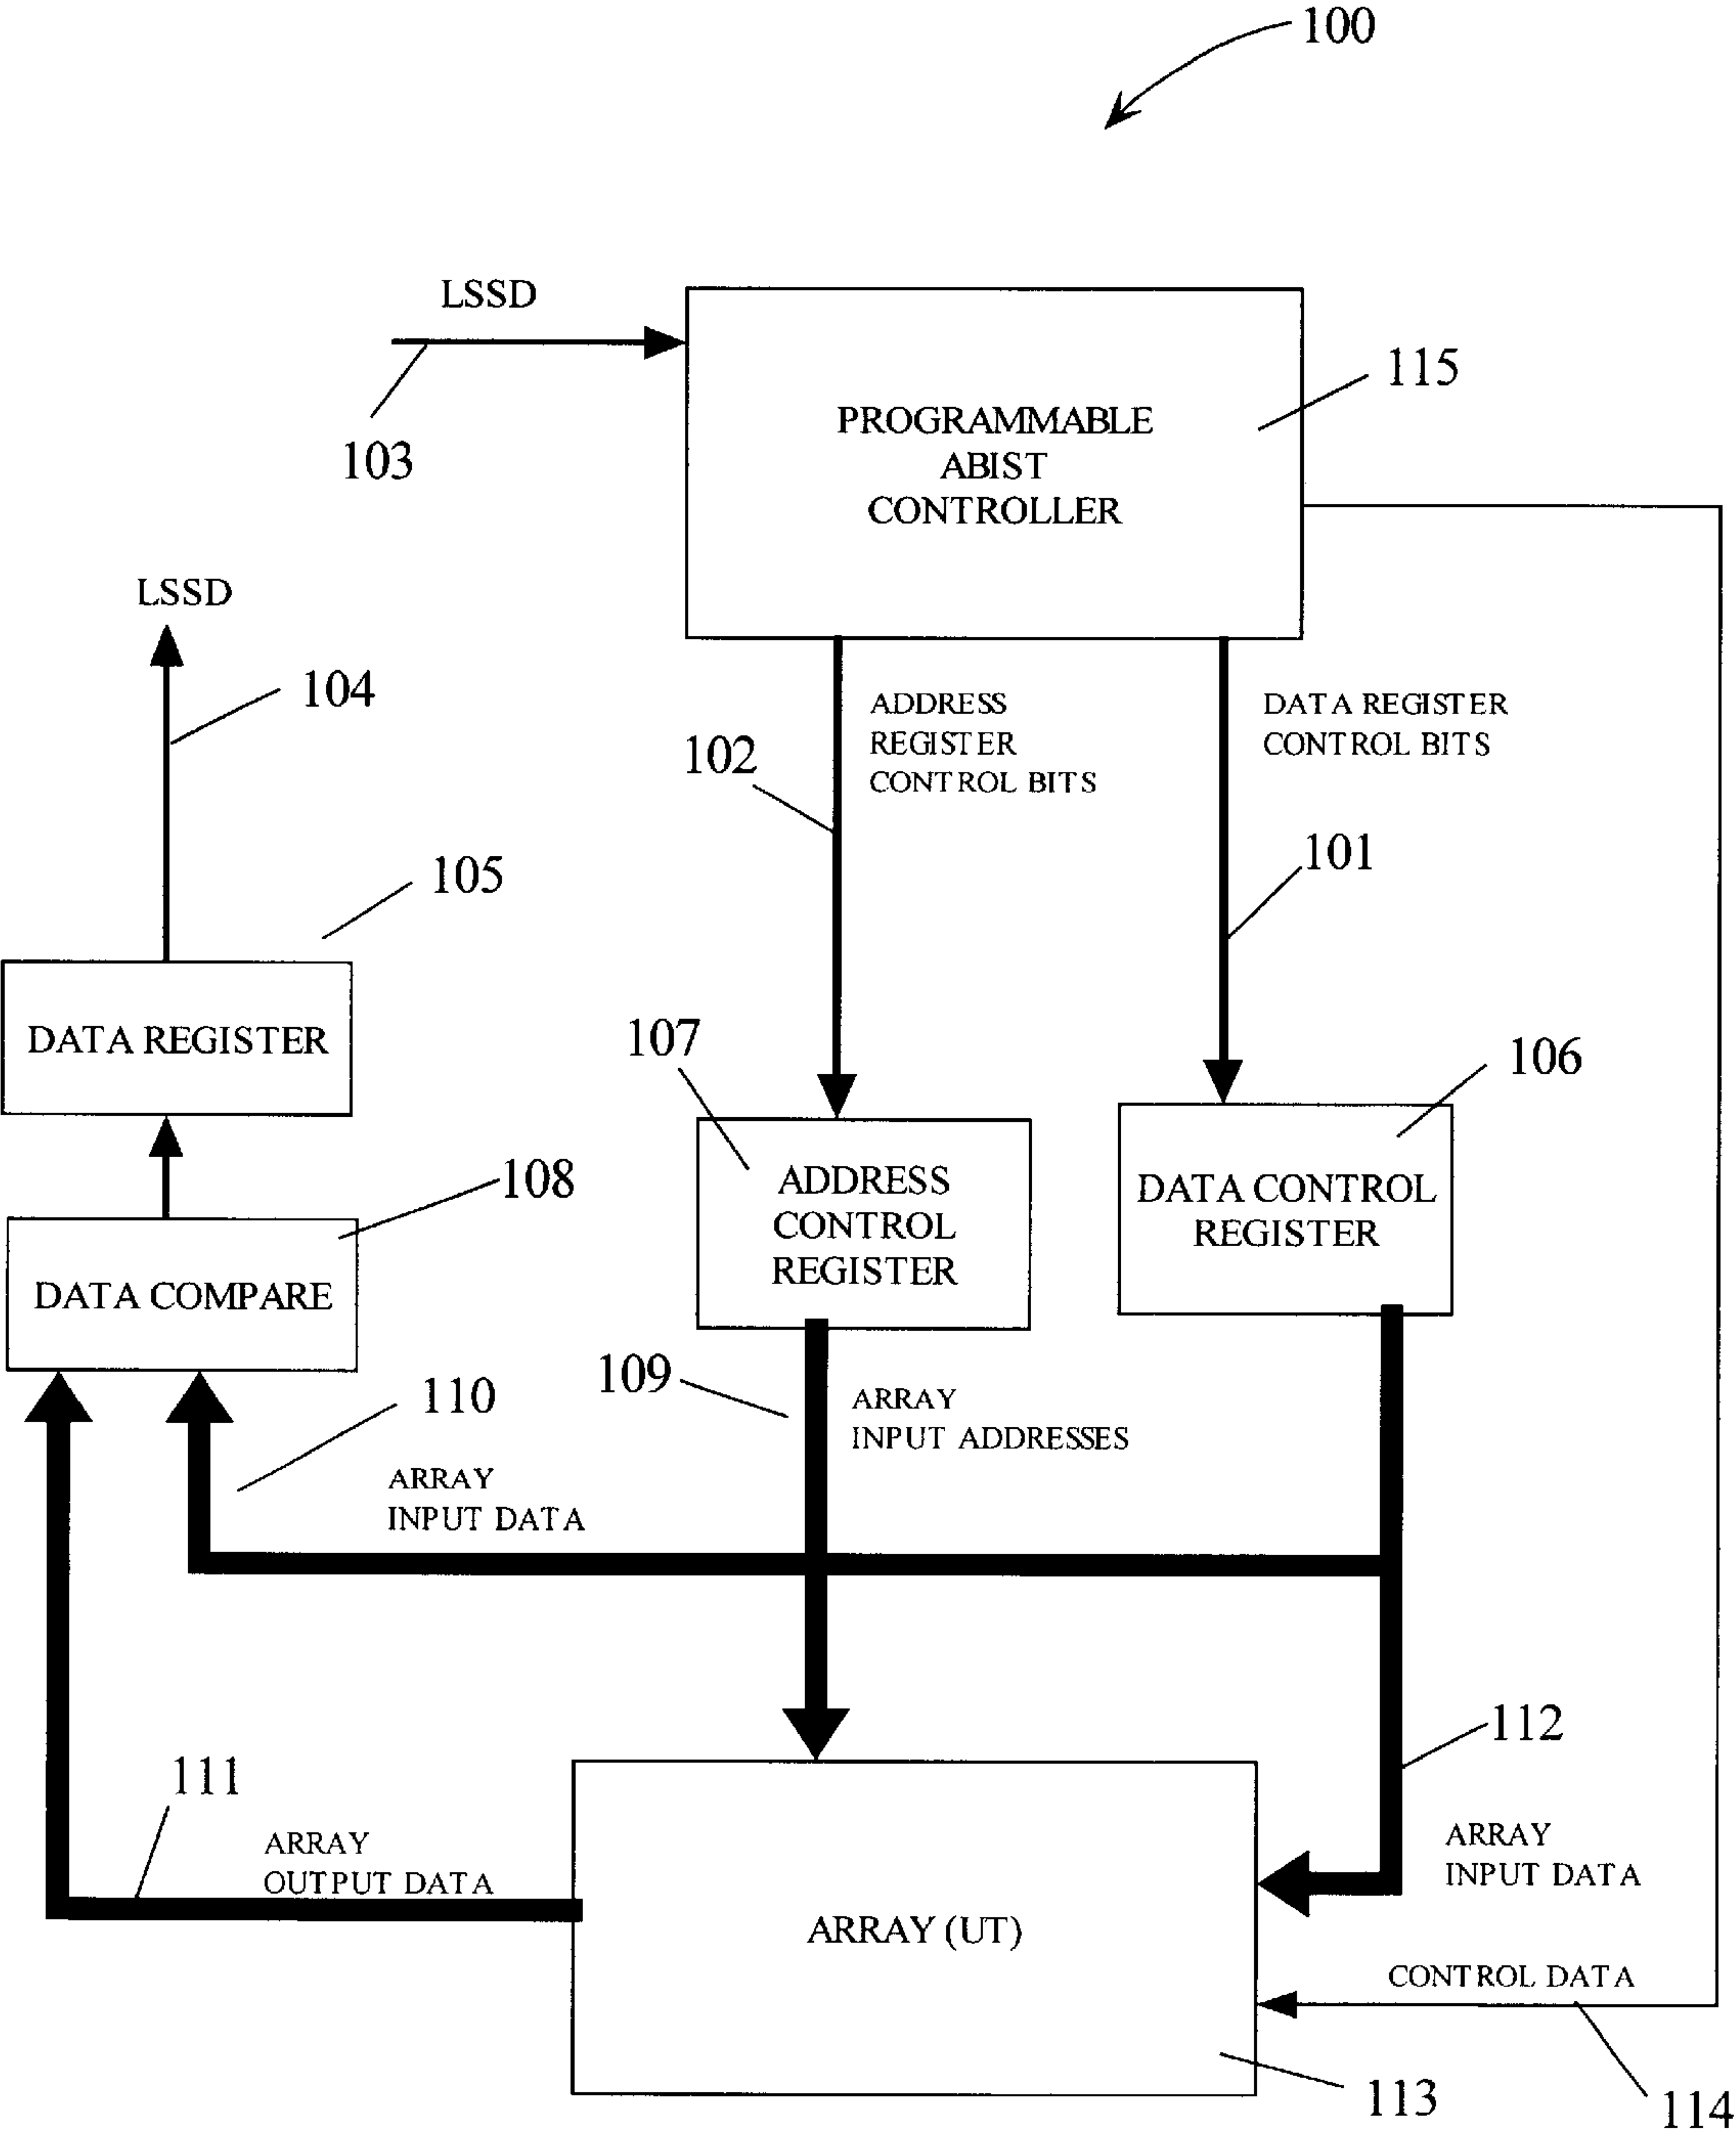 100
LSSD
103
PROGRAMMABLE
ABIST
CONTROLLER
115
LSSD
104
ADDRESS
REGISTER
CONTROL BITS
102
DATA REGISTER
CONTROL BITS
101
105
DATA REGISTER
107
ADDRESS
CONTROL
REGISTER
106
DATA CONTROL
REGISTER
108
DATA COMPARE
109
ARRAY
INPUT ADDRESSES
110
ARRAY
INPUT DATA
112
111
ARRAY
OUTPUT DATA
ARRAY
INPUT DATA
ARRAY (UT)
CONTROL DATA
113
114